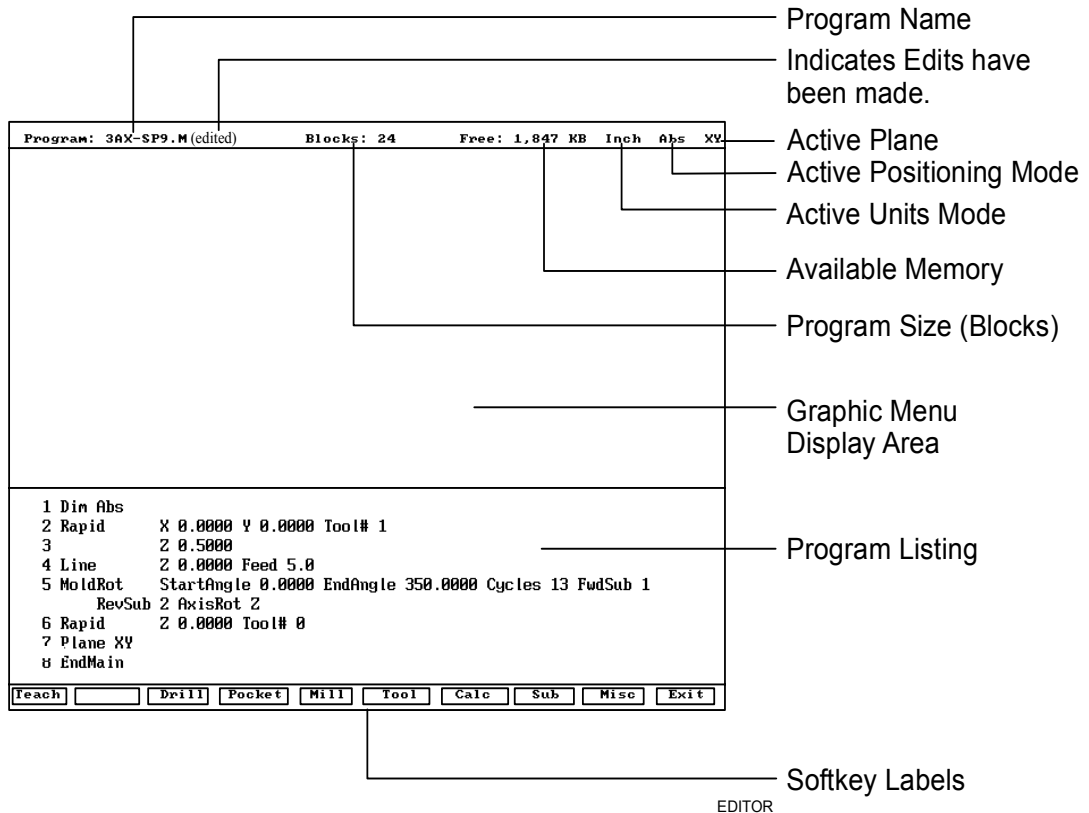 Program Name
Indicates Edits have
been made.
Program: 3AX-SP9.M (edited) Blocks: 24 Free: 1,847 KB Inch Abs XY
Active Plane
Active Positioning Mode
Active Units Mode
Available Memory
Program Size (Blocks)
Graphic Menu
Display Area
1 Dim Abs
2 Rapid X 0.0000 Y 0.0000 Tool# 1
3 Z 0.5000
4 Line Z 0.0000 Feed 5.0
5 MoldRot StartAngle 0.0000 EndAngle 350.0000 Cycles 13 FwdSub 1
RevSub 2 AxisRot Z
6 Rapid Z 0.0000 Tool# 0
7 Plane XY
8 EndMain
Program Listing
Teach Drill Pocket Mill Tool Calc Sub Misc Exit
Softkey Labels
EDITOR